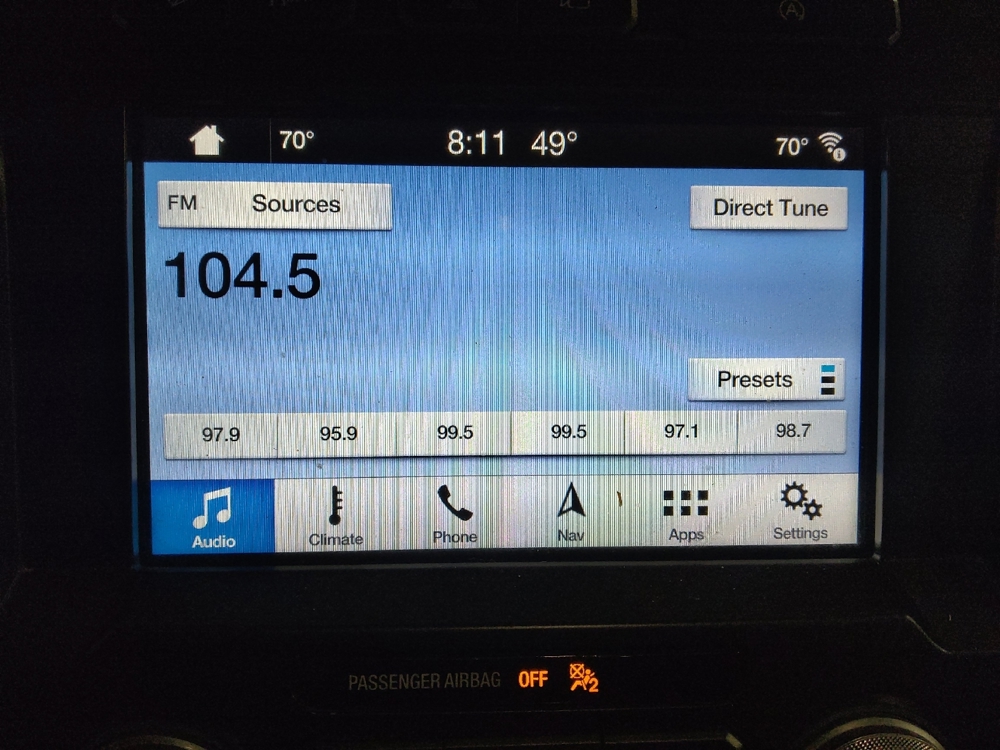 70° 8:11 49° 70°
FM Sources Direct Tune
104.5
Presets
97.9 95.9 99.5 99.5 97.1 98.7
Audio Climate Phone Nav Apps Settings
PASSENGER AIRBAG OFF 2